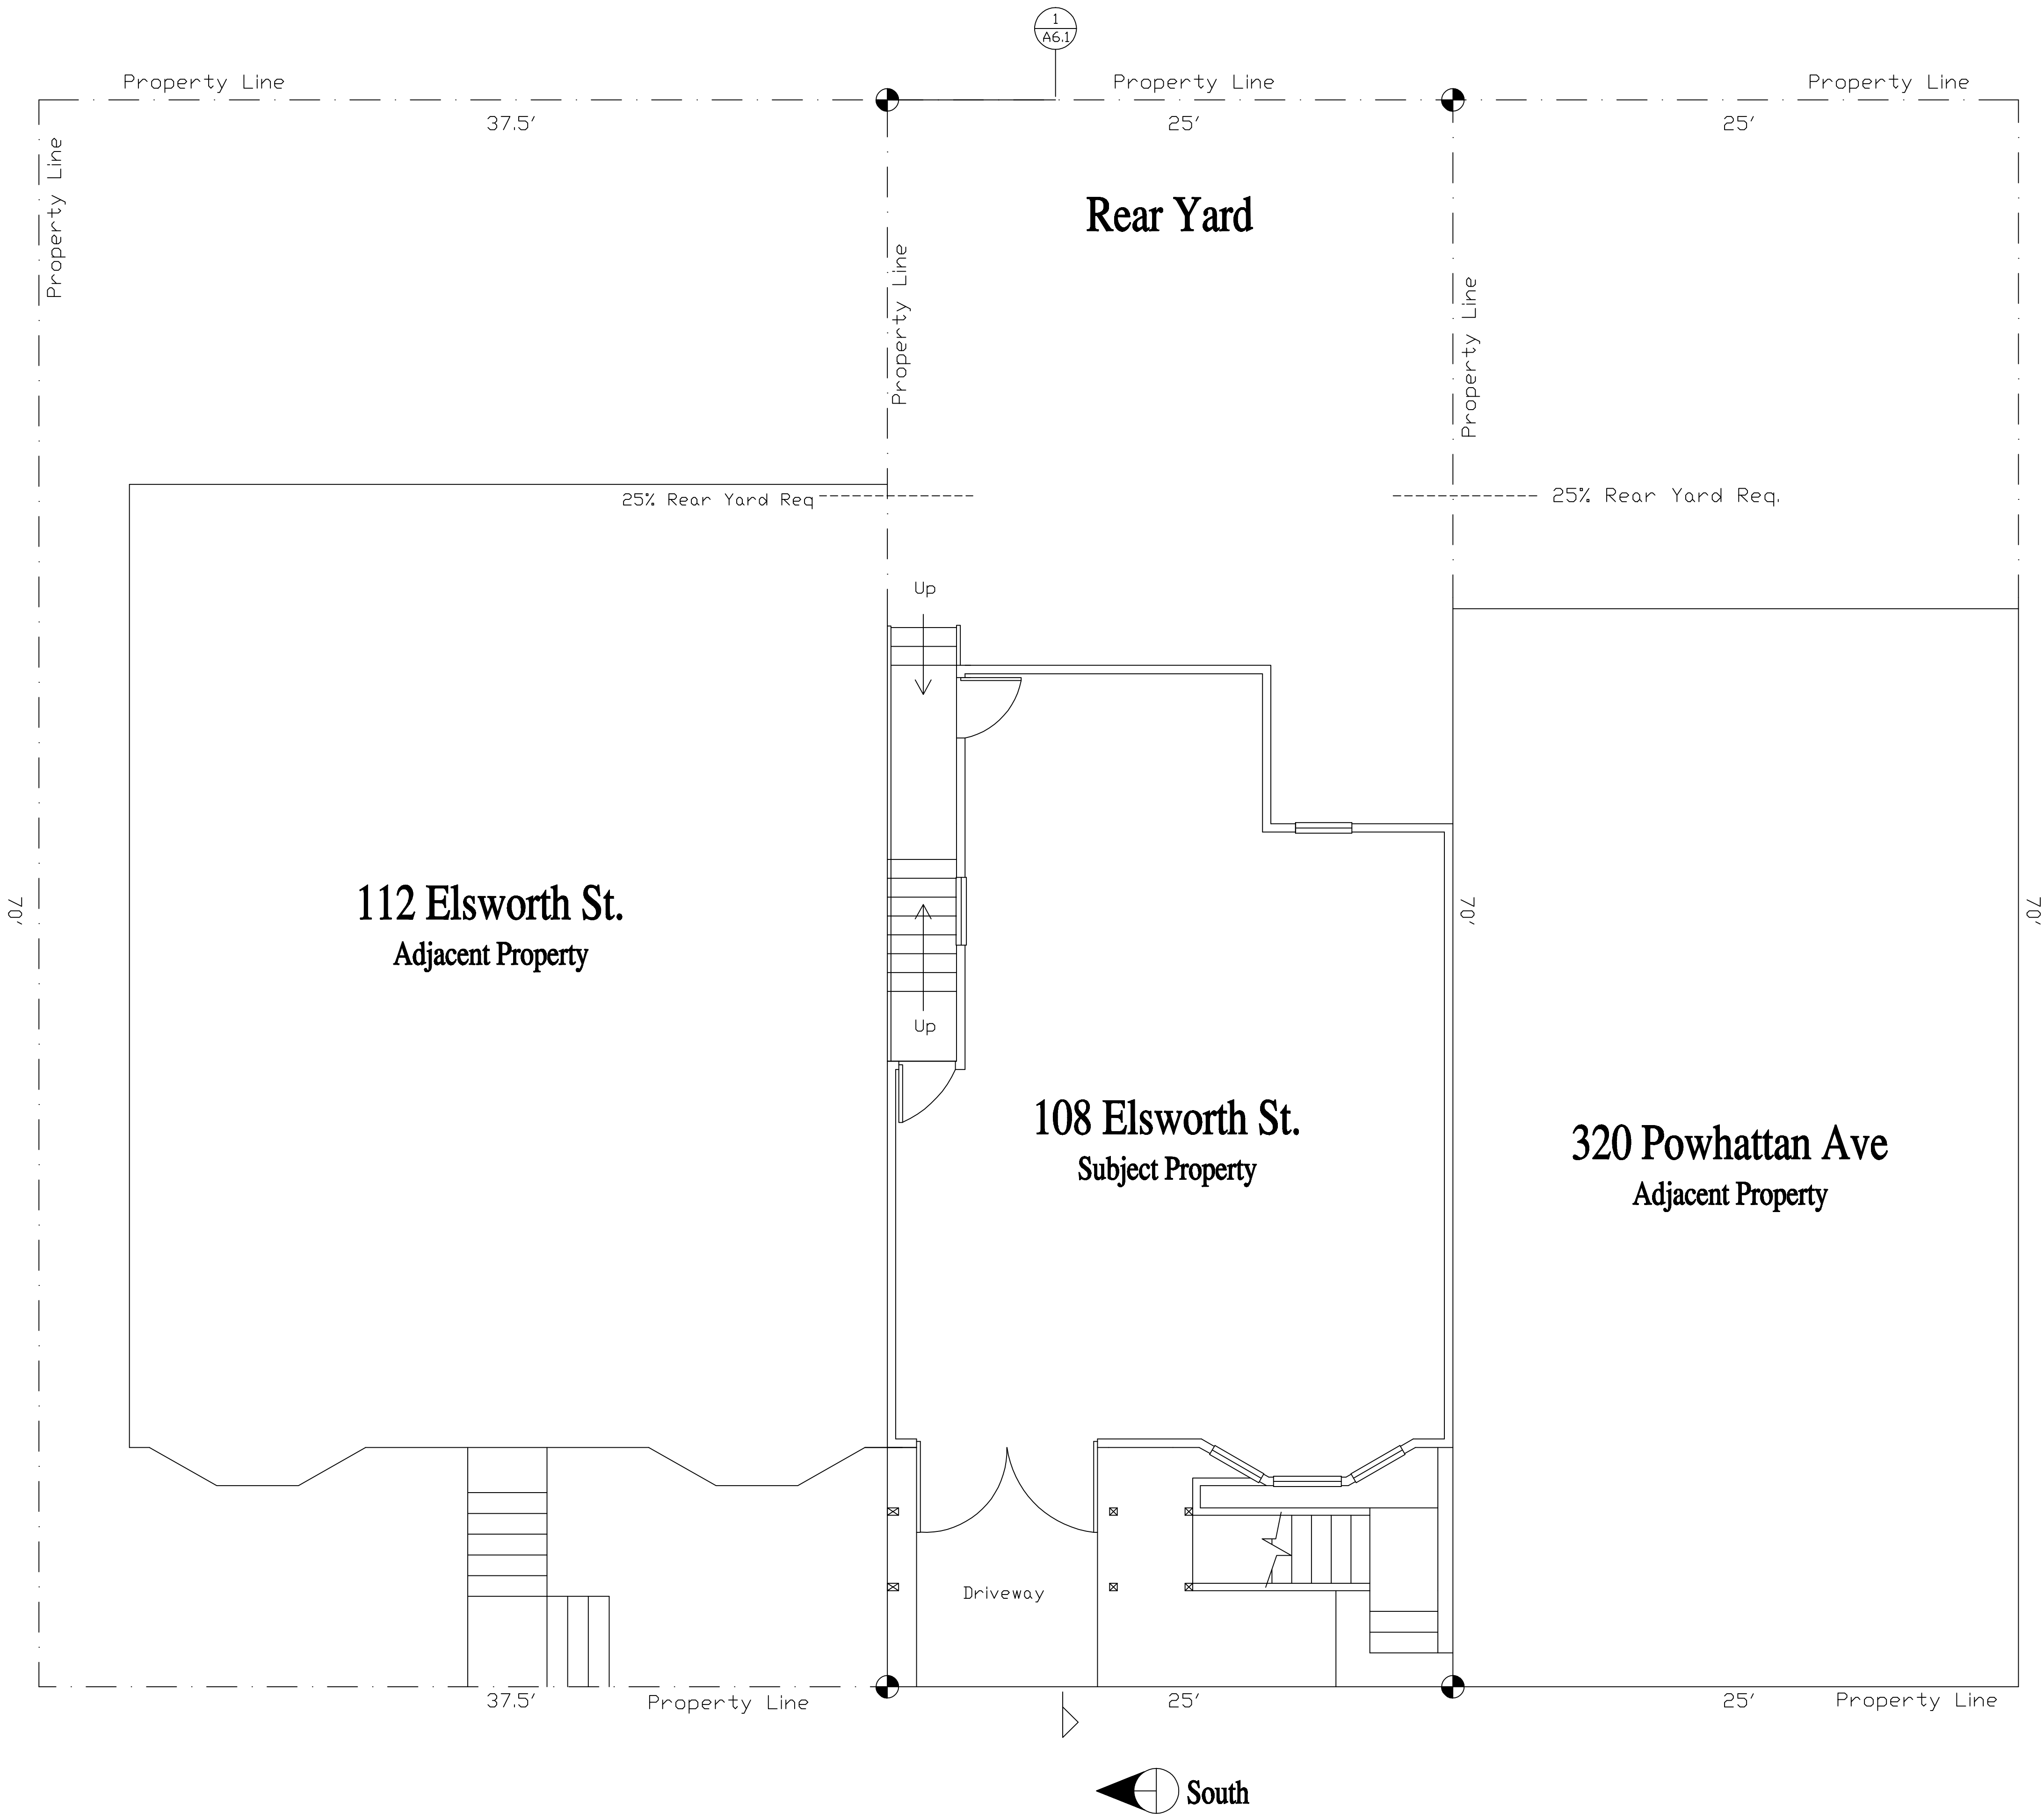 1
A6.1
Property Line
Property Line
Property Line
37.5'
25'
25'
Property Line
Rear Yard
Property Line
Property Line
25% Rear Yard Req
25% Rear Yard Req.
Up
112 Elsworth St.
Adjacent Property
70'
70'
70'
Up
108 Elsworth St.
Subject Property
320 Powhattan Ave
Adjacent Property
Driveway
37.5'
Property Line
25'
25'
Property Line
South